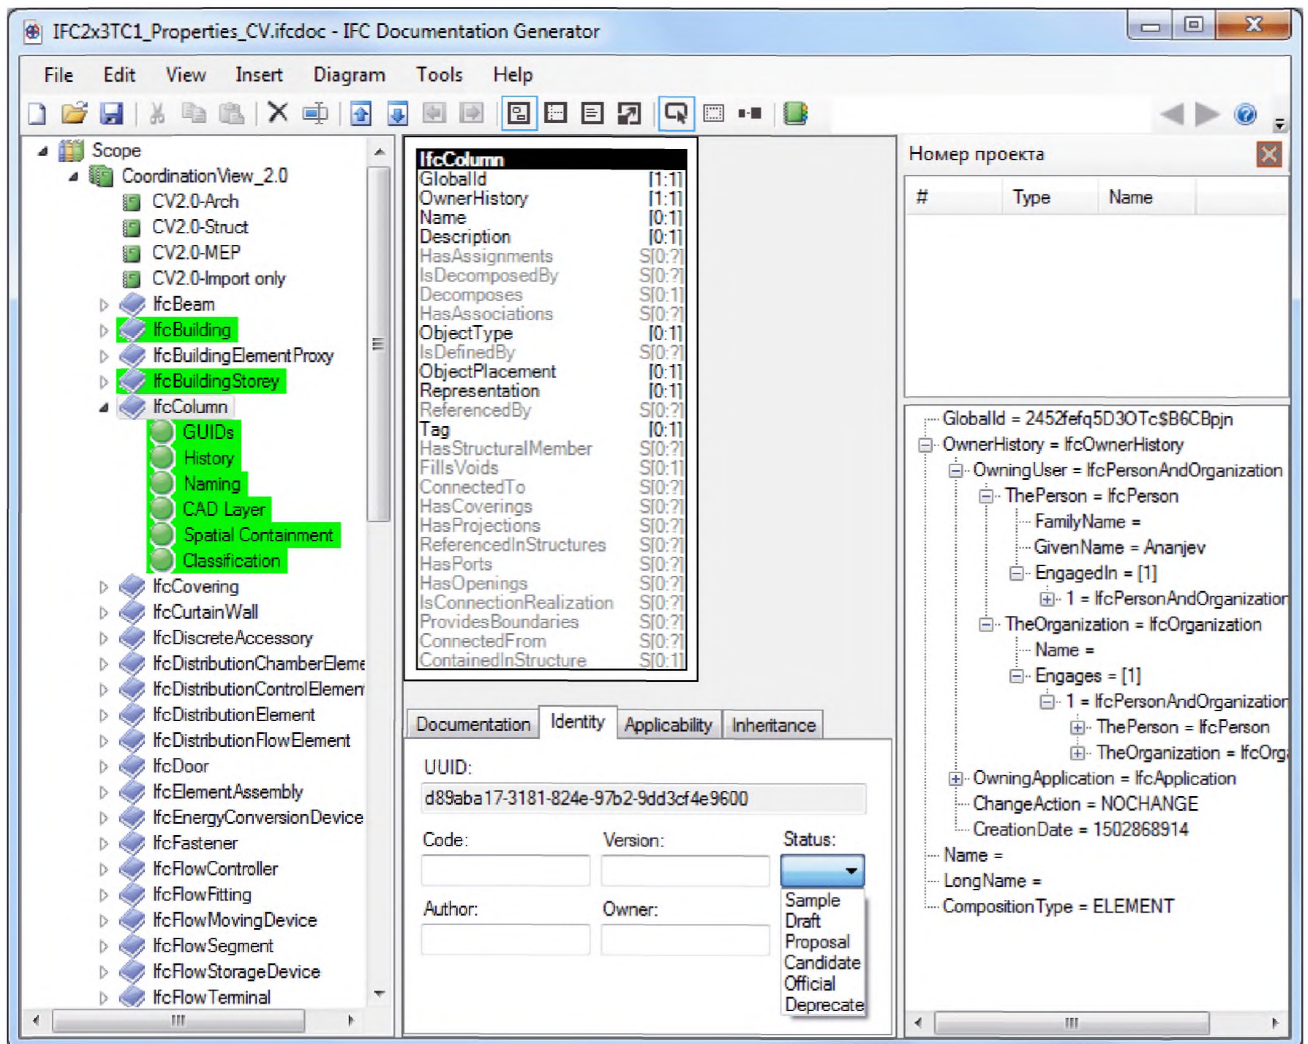 IFC2x3TC1_Properties_CV.ifcdoc - IFC Documentation Generator
File Edit View Insert Diagram Tools Help
Scope
CoordinationView_2.0
CV2.0-Arch
CV2.0-Struct
CV2.0-MEP
CV2.0-Import only
IfcBeam
IfcBuilding
IfcBuildingElementProxy
IfcBuildingStorey
IfcColumn
GUIDs
History
Naming
CAD Layer
Spatial Containment
Classification
IfcCovering
IfcCurtainWall
IfcDiscreteAccessory
IfcDistributionChamberEleme
IfcDistributionControlElemen
IfcDistributionElement
IfcDistributionFlowElement
IfcDoor
IfcElementAssembly
IfcEnergyConversionDevice
IfcFastener
IfcFlowController
IfcFlowFitting
IfcFlowMovingDevice
IfcFlowSegment
IfcFlowStorageDevice
IfcFlowTerminal
IfcColumn
GlobalId [1:1]
OwnerHistory [1:1]
Name [0:1]
Description [0:1]
HasAssignments S[0:?]
IsDecomposedBy S[0:?]
Decomposes S[0:1]
HasAssociations S[0:?]
ObjectType [0:1]
IsDefinedBy S[0:?]
ObjectPlacement [0:1]
Representation [0:1]
ReferencedBy S[0:?]
Tag [0:1]
HasStructuralMember S[0:?]
FillsVoids S[0:1]
ConnectedTo S[0:?]
HasCoverings S[0:?]
HasProjections S[0:?]
ReferencedInStructures S[0:?]
HasPorts S[0:?]
HasOpenings S[0:?]
IsConnectionRealization S[0:?]
ProvidesBoundaries S[0:?]
ConnectedFrom S[0:?]
ContainedInStructure S[0:1]
Documentation Identity Applicability Inheritance
UUID:
d89aba17-3181-824e-97b2-9dd3cf4e9600
Code: Version: Status:
Author: Owner:
Sample
Draft
Proposal
Candidate
Official
Deprecate
Номер проекта
# Type Name
GlobalId = 2452fefq5D3OTc$B6CBpjn
OwnerHistory = IfcOwnerHistory
OwningUser = IfcPersonAndOrganization
ThePerson = IfcPerson
FamilyName =
GivenName = Ananjev
EngagedIn = [1]
1 = IfcPersonAndOrganization
TheOrganization = IfcOrganization
Name =
Engages = [1]
1 = IfcPersonAndOrganization
ThePerson = IfcPerson
TheOrganization = IfcOrg
OwningApplication = IfcApplication
ChangeAction = NOCHANGE
CreationDate = 1502868914
Name =
LongName =
CompositionType = ELEMENT